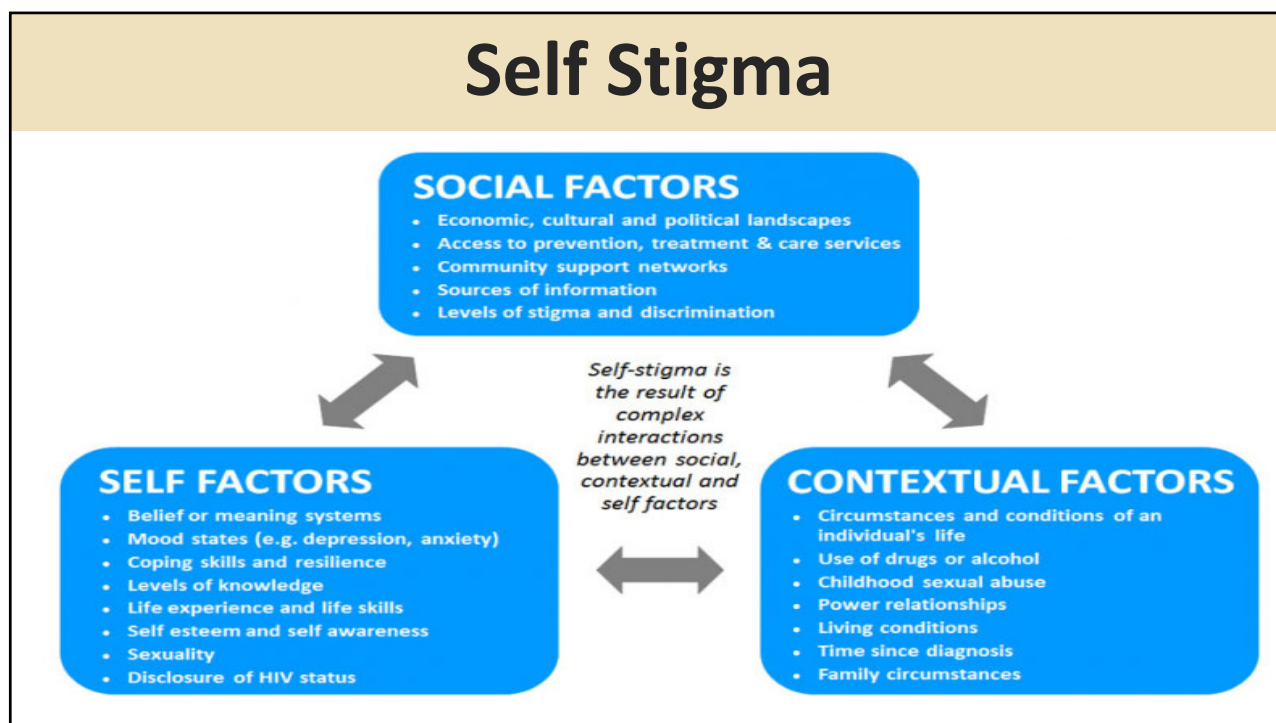 Self Stigma
SOCIAL FACTORS
• Economic, cultural and political landscapes
• Access to prevention, treatment & care services
• Community support networks
• Sources of information
• Levels of stigma and discrimination
Self-stigma is
the result of
complex
interactions
between social,
contextual and
self factors
SELF FACTORS
• Belief or meaning systems
• Mood states (e.g. depression, anxiety)
• Coping skills and resilience
• Levels of knowledge
• Life experience and life skills
• Self esteem and self awareness
• Sexuality
• Disclosure of HIV status
CONTEXTUAL FACTORS
• Circumstances and conditions of an
individual's life
• Use of drugs or alcohol
• Childhood sexual abuse
• Power relationships
• Living conditions
• Time since diagnosis
• Family circumstances